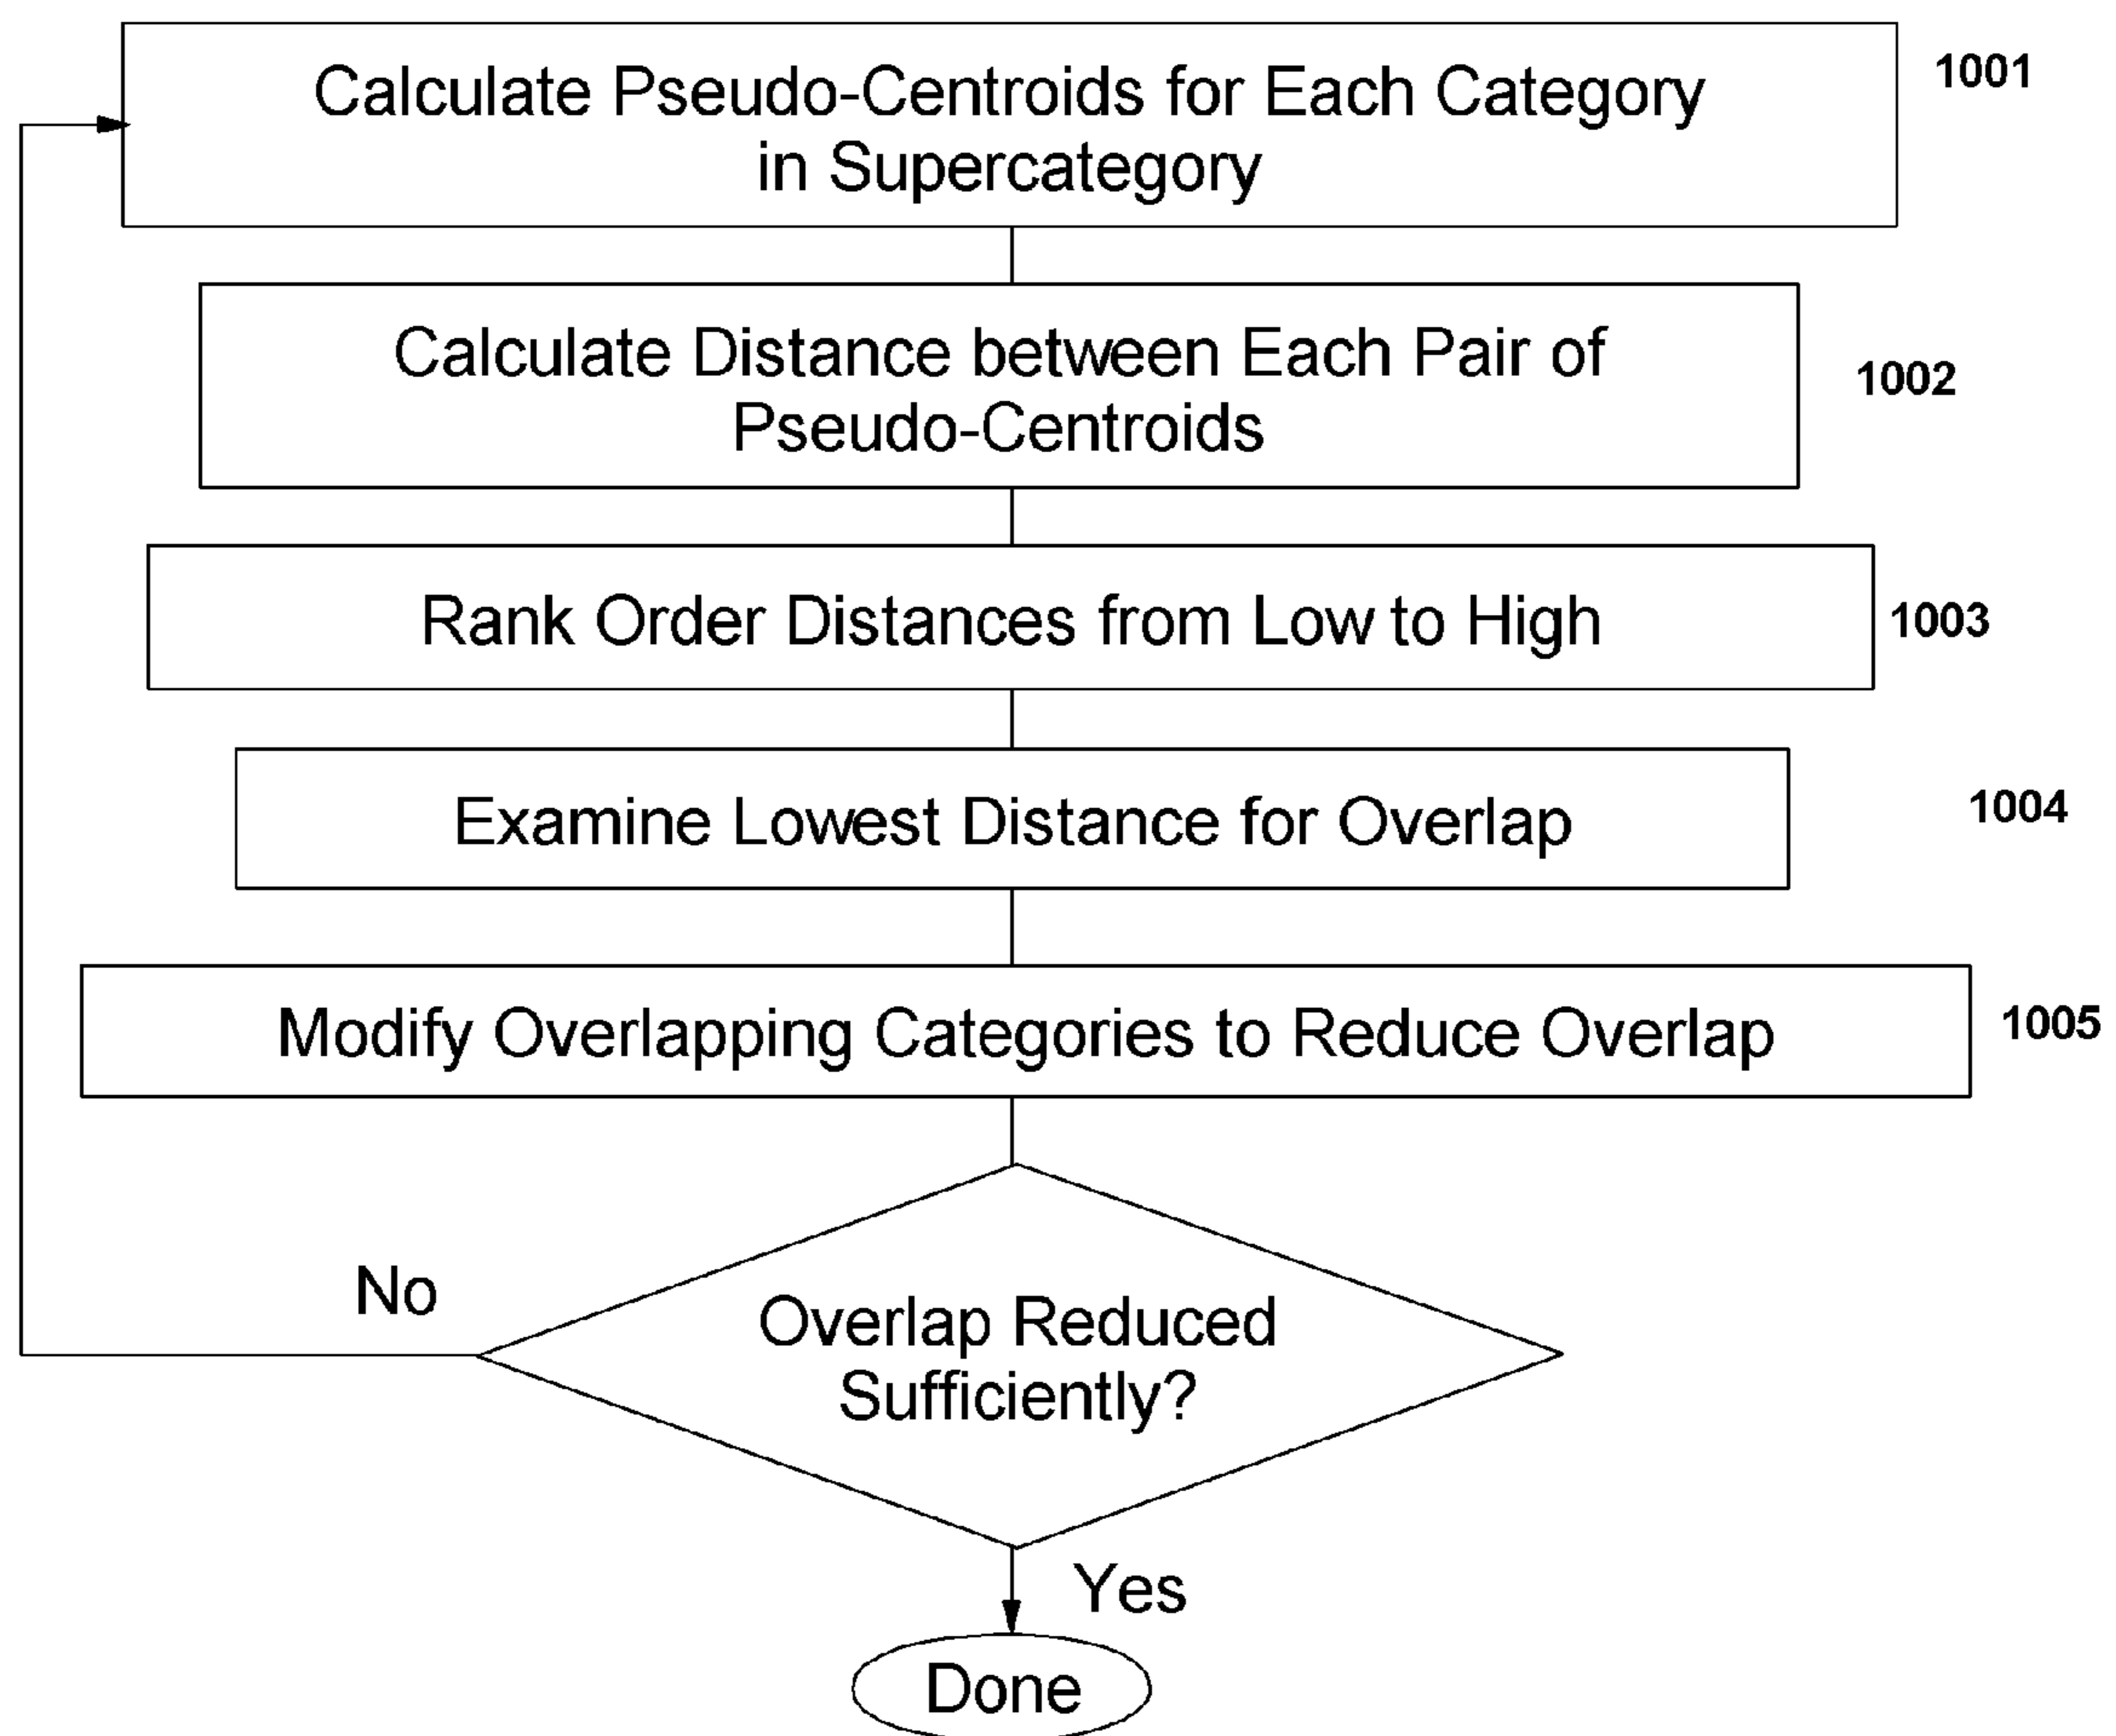 Calculate Pseudo-Centroids for Each Category
in Supercategory
1001
Calculate Distance between Each Pair of
Pseudo-Centroids
1002
Rank Order Distances from Low to High
1003
Examine Lowest Distance for Overlap
1004
Modify Overlapping Categories to Reduce Overlap
1005
No
Overlap Reduced
Sufficiently?
Yes
Done